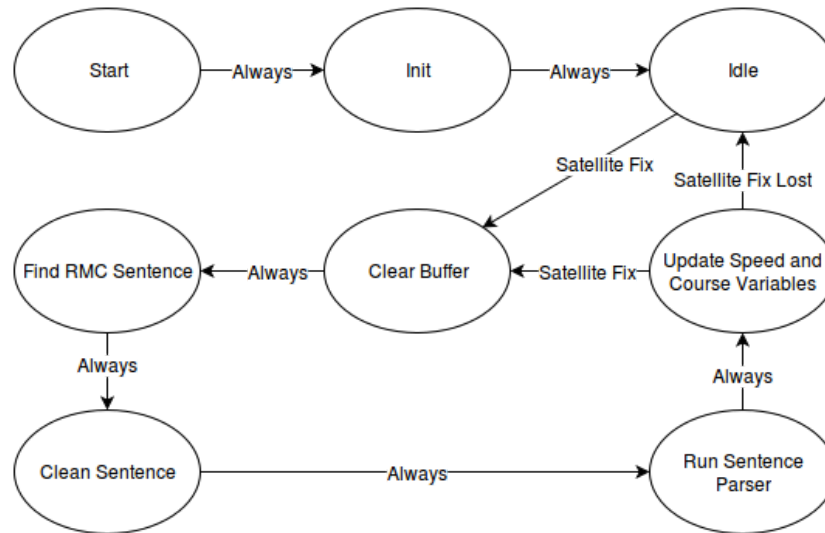 Start
Always
Init
Always
Idle
Satellite Fix
Satellite Fix Lost
Find RMC Sentence
Always
Clear Buffer
Satellite Fix
Update Speed and
Course Variables
Always
Always
Clean Sentence
Always
Run Sentence
Parser